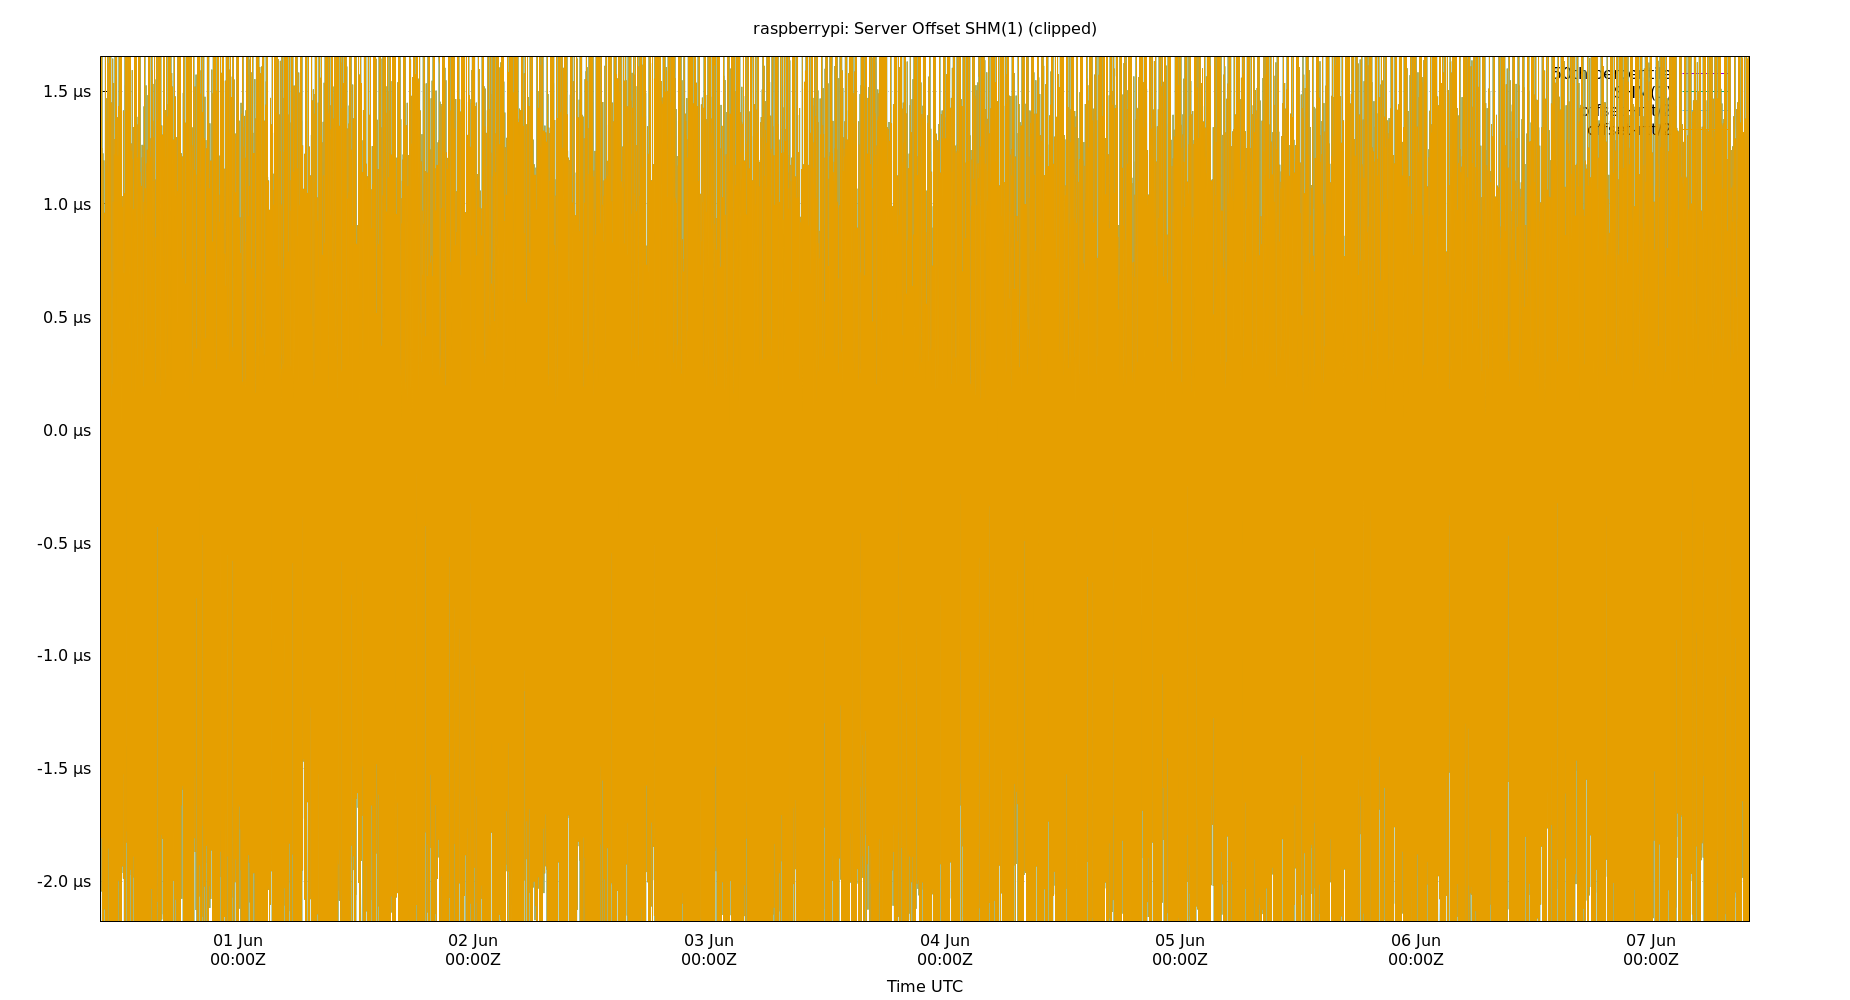 raspberrypi: Server Offset SHM(1) (clipped)
1.5 µs
1.0 µs
0.5 µs
0.0 µs
-0.5 µs
-1.0 µs
-1.5 µs
-2.0 µs
50th percentile
01 Jun 02 Jun 03 Jun 04 Jun 05 Jun 06 Jun 07 Jun
00:00Z 00:00Z 00:00Z 00:00Z 00:00Z 00:00Z 00:00Z
Time UTC